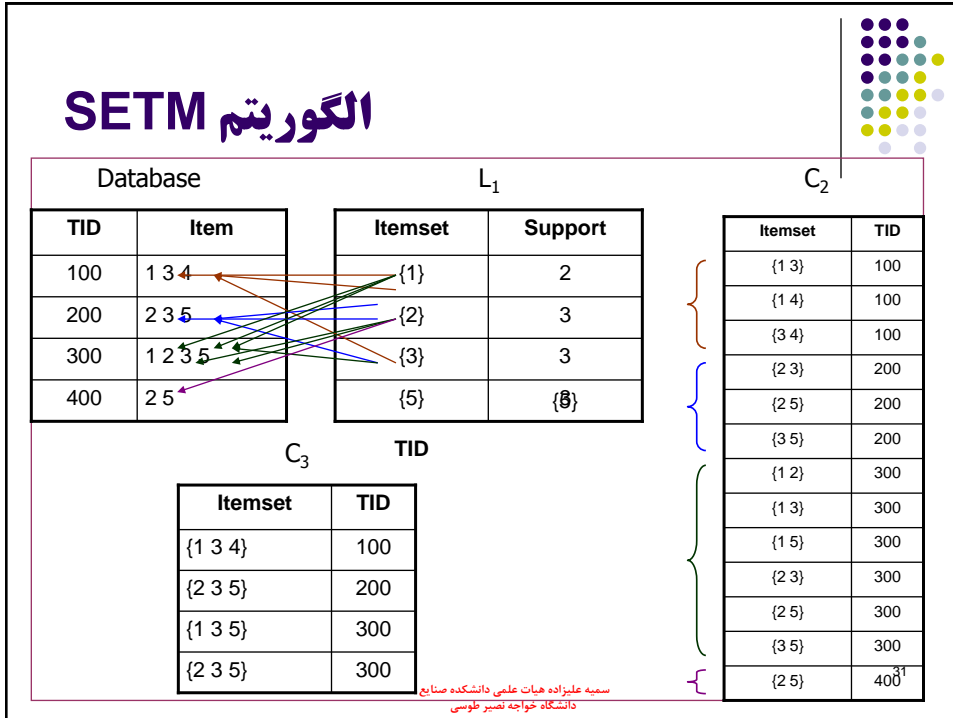 الگوریتم SETM
Database
TID Item
100 1 3 4
200 2 3 5
300 1 2 3 5
400 2 5
L1
Itemset Support
{1} 2
{2} 3
{3} 3
{5} 3
{5}
TID
C2
Itemset TID
{1 3} 100
{1 4} 100
{3 4} 100
{2 3} 200
{2 5} 200
{3 5} 200
{1 2} 300
{1 3} 300
{1 5} 300
{2 3} 300
{2 5} 300
{3 5} 300
{2 5} 400
C3
Itemset TID
{1 3 4} 100
{2 3 5} 200
{1 3 5} 300
{2 3 5} 300
سمیه علیزاده هیات علمی دانشکده صنایع
دانشگاه خواجه نصیر طوسی
31